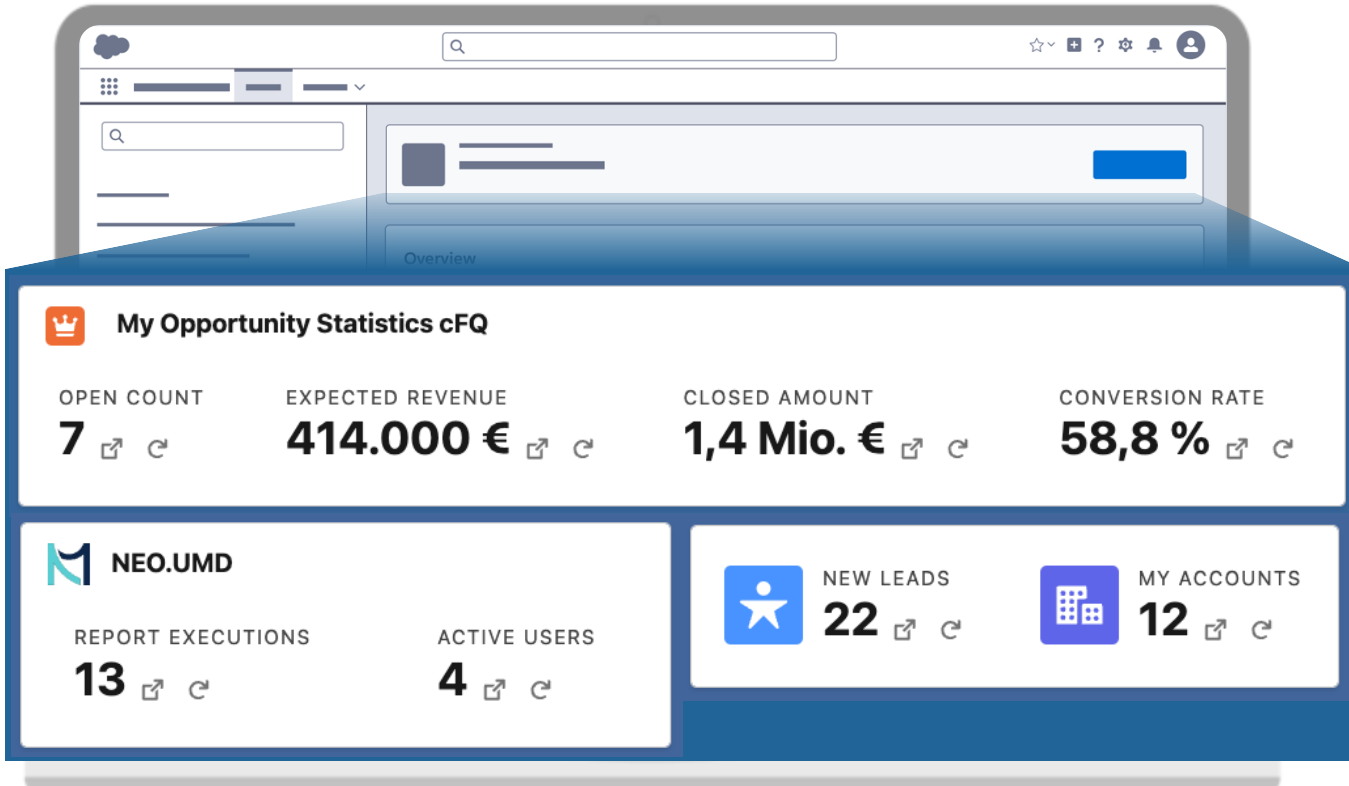 Overview
My Opportunity Statistics cFQ
OPEN COUNT
7
EXPECTED REVENUE
414.000 €
CLOSED AMOUNT
1,4 Mio. €
CONVERSION RATE
58,8 %
NEO.UMD
REPORT EXECUTIONS
13
ACTIVE USERS
4
NEW LEADS
22
MY ACCOUNTS
12